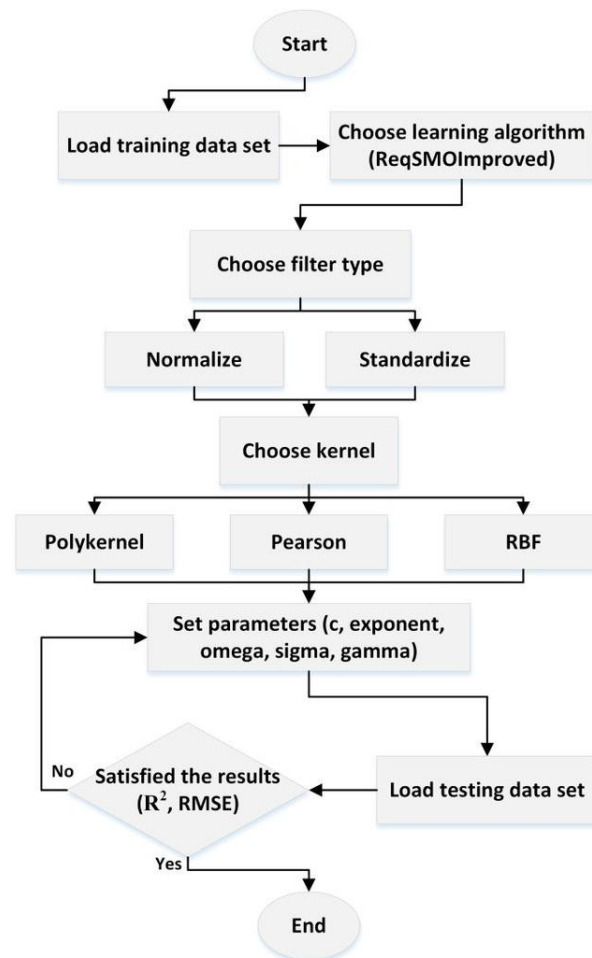 Start
Load training data set
Choose learning algorithm
(ReqSMOImproved)
Choose filter type
Normalize
Standardize
Choose kernel
Polykernel
Pearson
RBF
Set parameters (c, exponent,
omega, sigma, gamma)
No
Satisfied the results
(R², RMSE)
Load testing data set
Yes
End